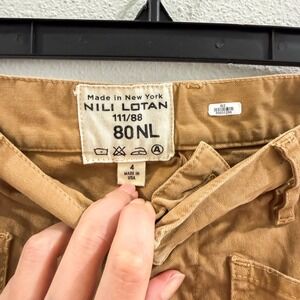 Made in New York
NILI LOTAN
111/88
80NL
A
4
MADE IN
USA